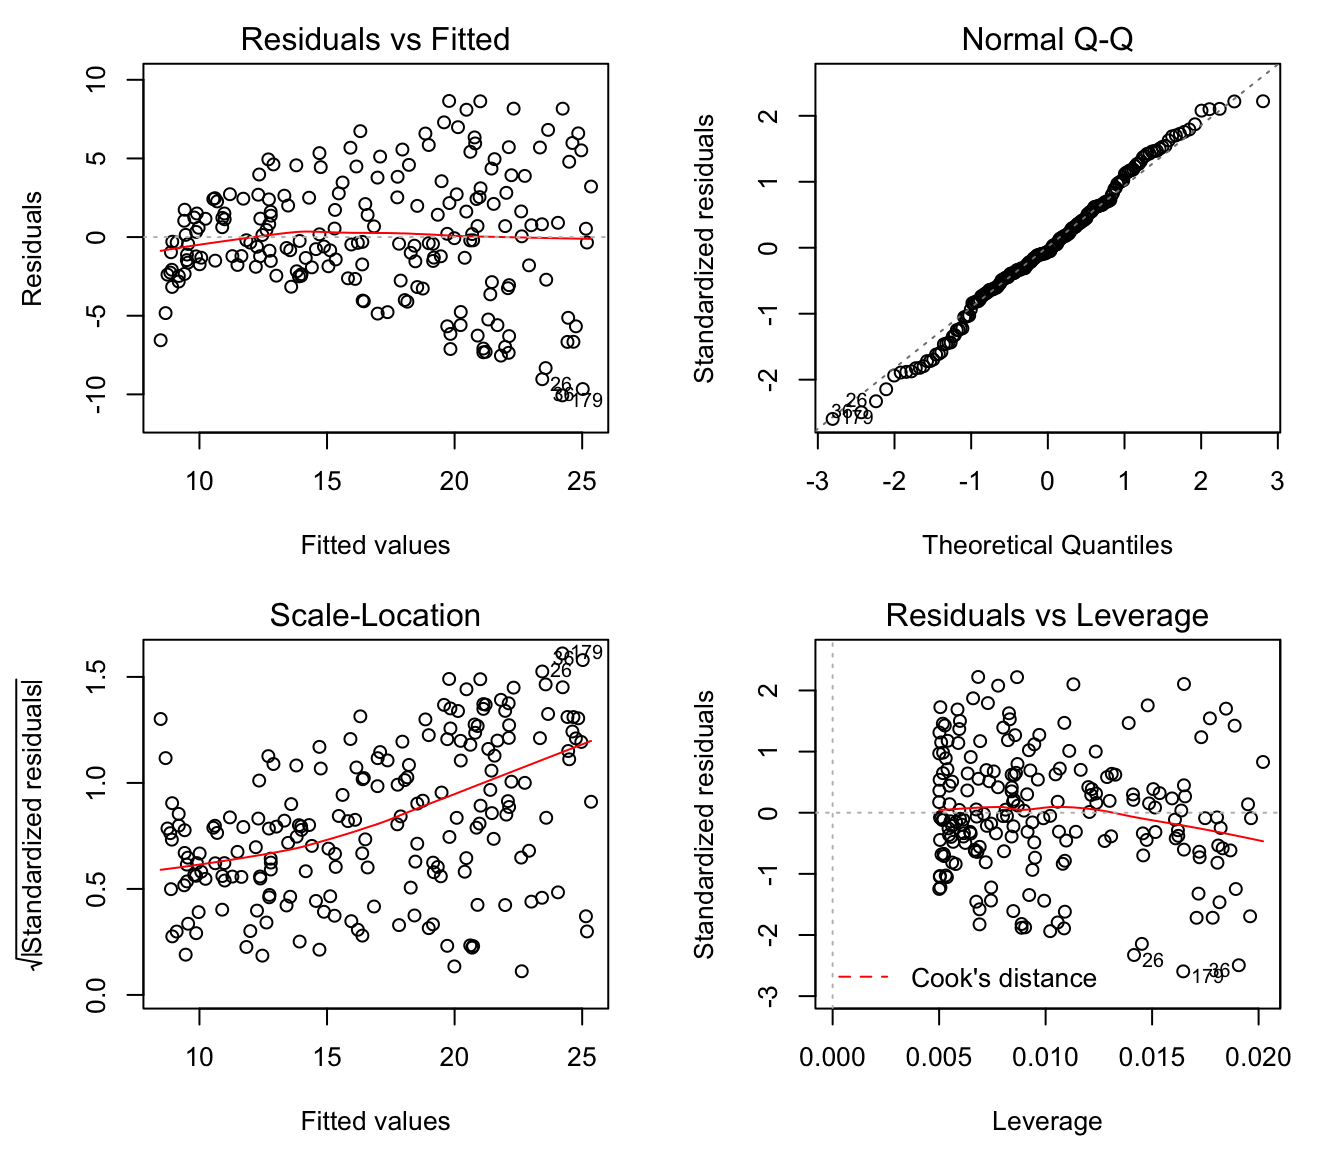 Residuals vs Fitted
Residuals
10
5
0
-5
-10
26
36
179
10 15 20 25
Fitted values
Normal Q-Q
Standardized residuals
2
1
0
-1
-2
26
36
179
-3 -2 -1 0 1 2 3
Theoretical Quantiles
Scale-Location
√|Standardized residuals|
1.5
1.0
0.5
0.0
179
36
26
10 15 20 25
Fitted values
Residuals vs Leverage
Standardized residuals
2
1
0
-1
-2
-3
26
179
36
Cook's distance
0.000 0.005 0.010 0.015 0.020
Leverage